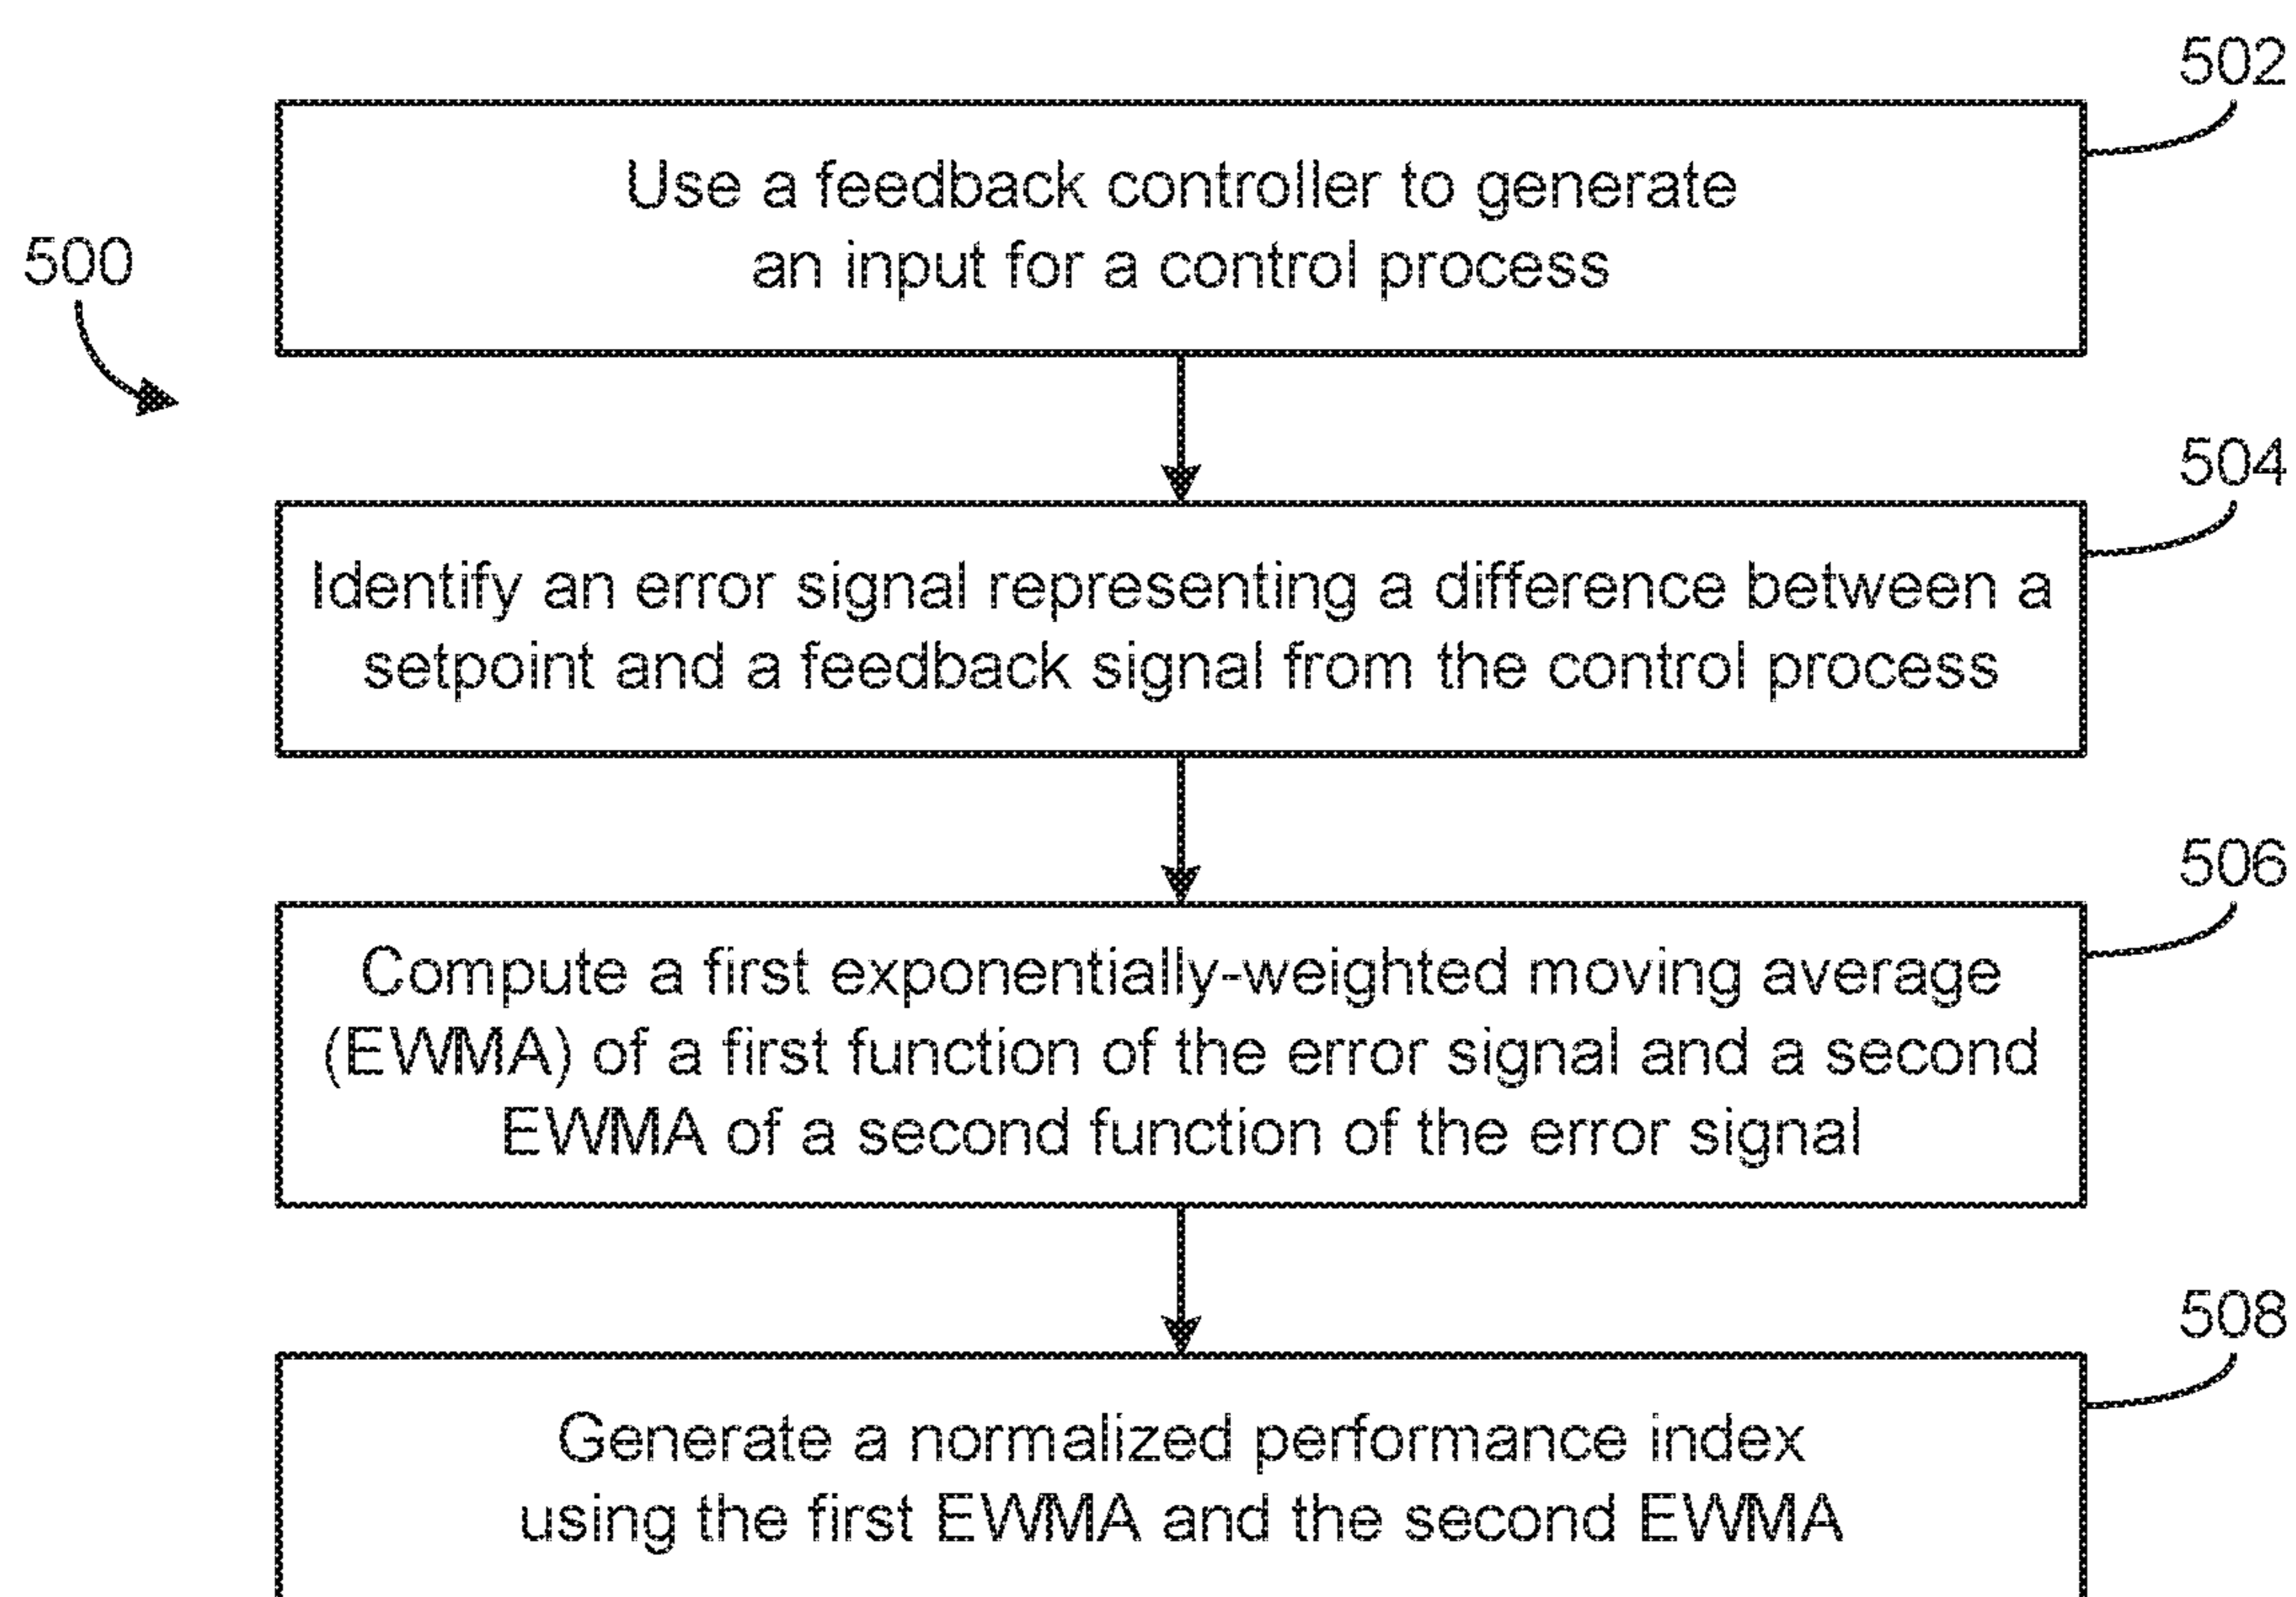 502
Use a feedback controller to generate
an input for a control process
500
504
Identify an error signal representing a difference between a
setpoint and a feedback signal from the control process
506
Compute a first exponentially-weighted moving average
(EWMA) of a first function of the error signal and a second
EWMA of a second function of the error signal
508
Generate a normalized performance index
using the first EWMA and the second EWMA